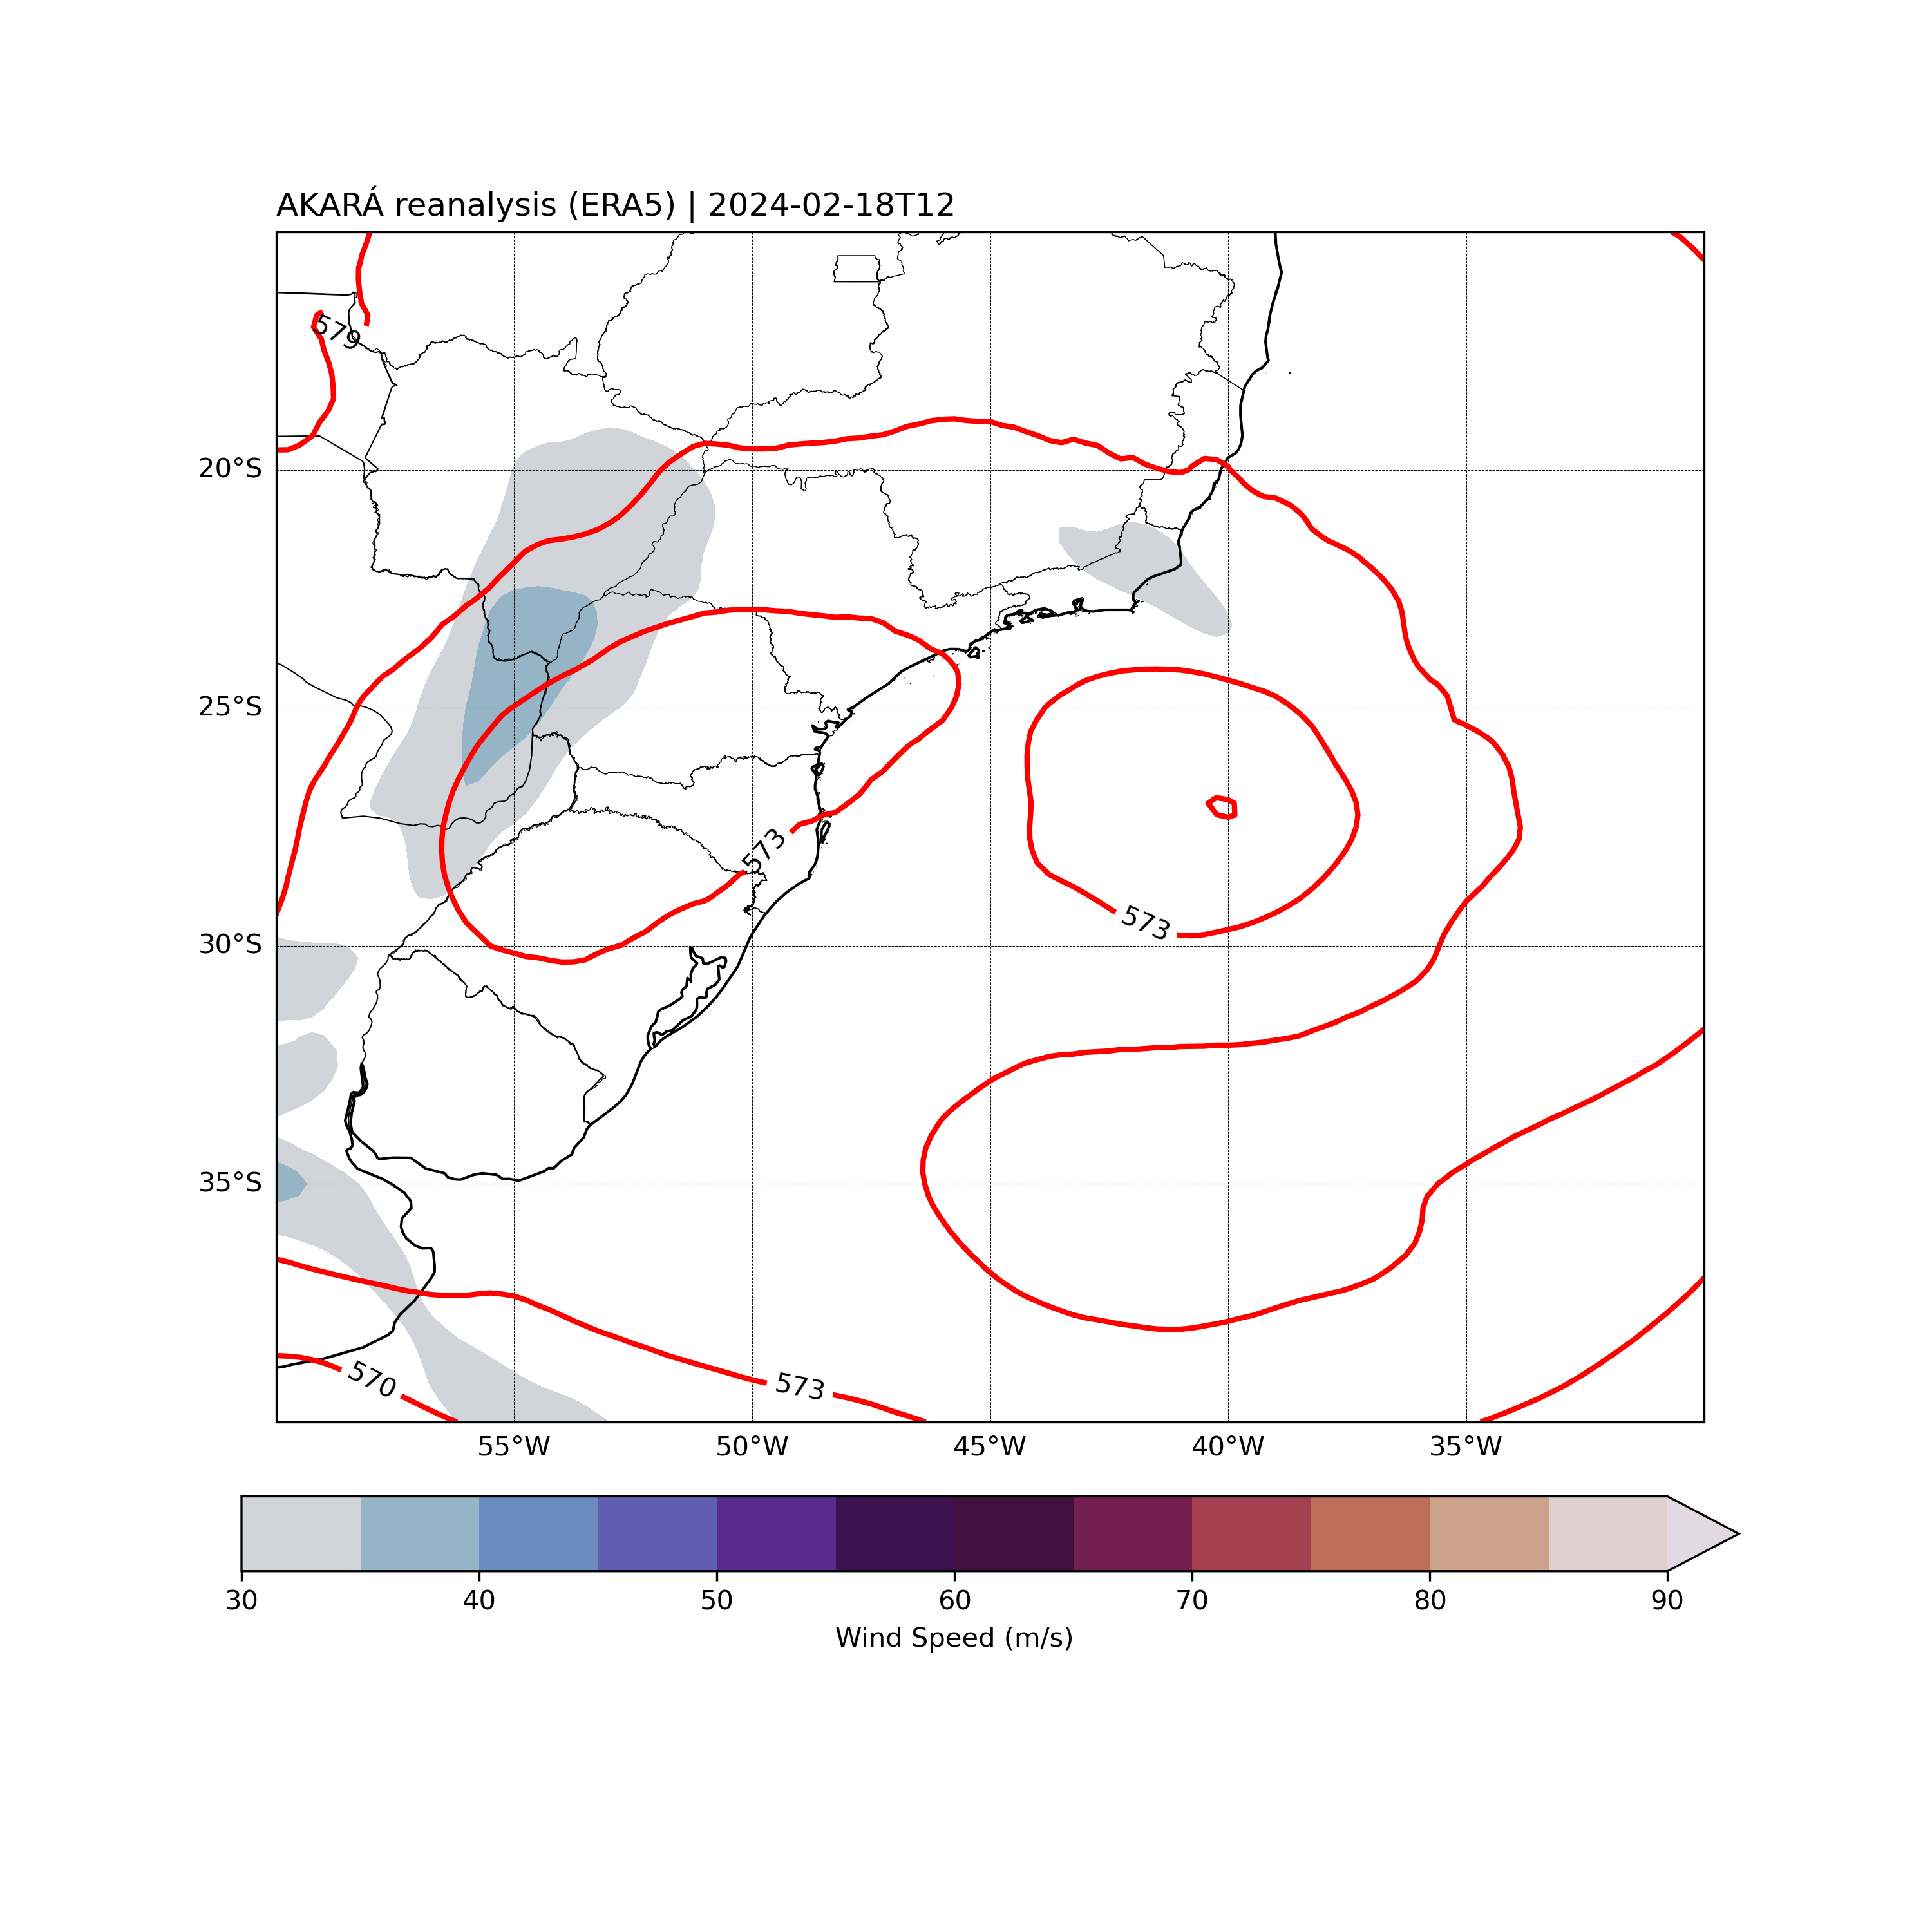 AKARÁ reanalysis (ERA5) | 2024-02-18T12
579
20°S
25°S
573
573
30°S
35°S
570
573
55°W 50°W 45°W 40°W 35°W
30 40 50 60 70 80 90
Wind Speed (m/s)